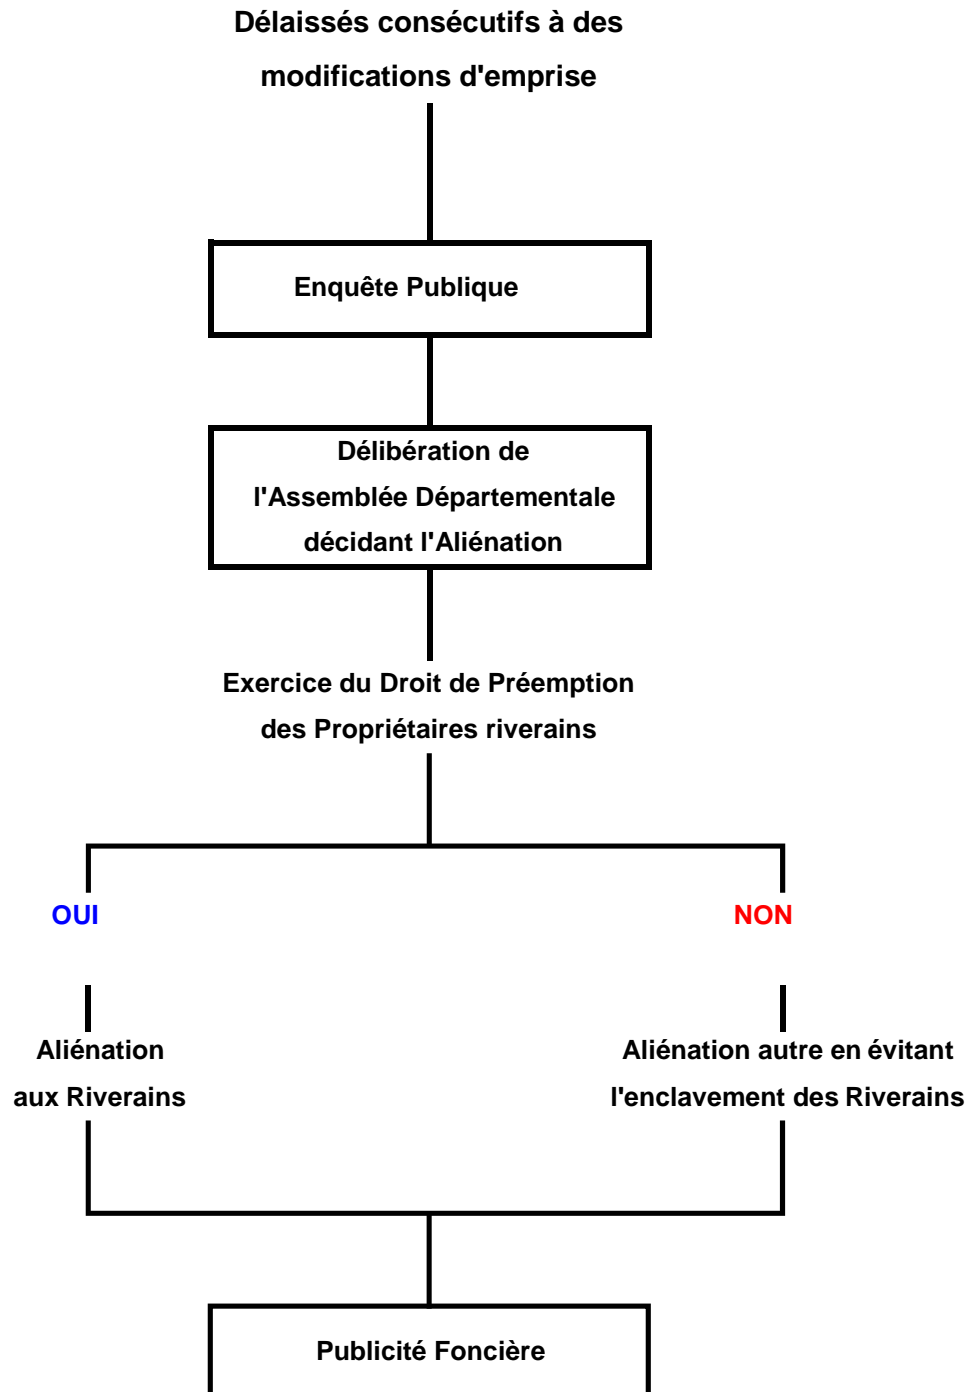 Délaissés consécutifs à des
modifications d'emprise
Enquête Publique
Délibération de
l'Assemblée Départementale
décidant l'Aliénation
Exercice du Droit de Préemption
des Propriétaires riverains
OUI
NON
Aliénation
aux Riverains
Aliénation autre en évitant
l'enclavement des Riverains
Publicité Foncière